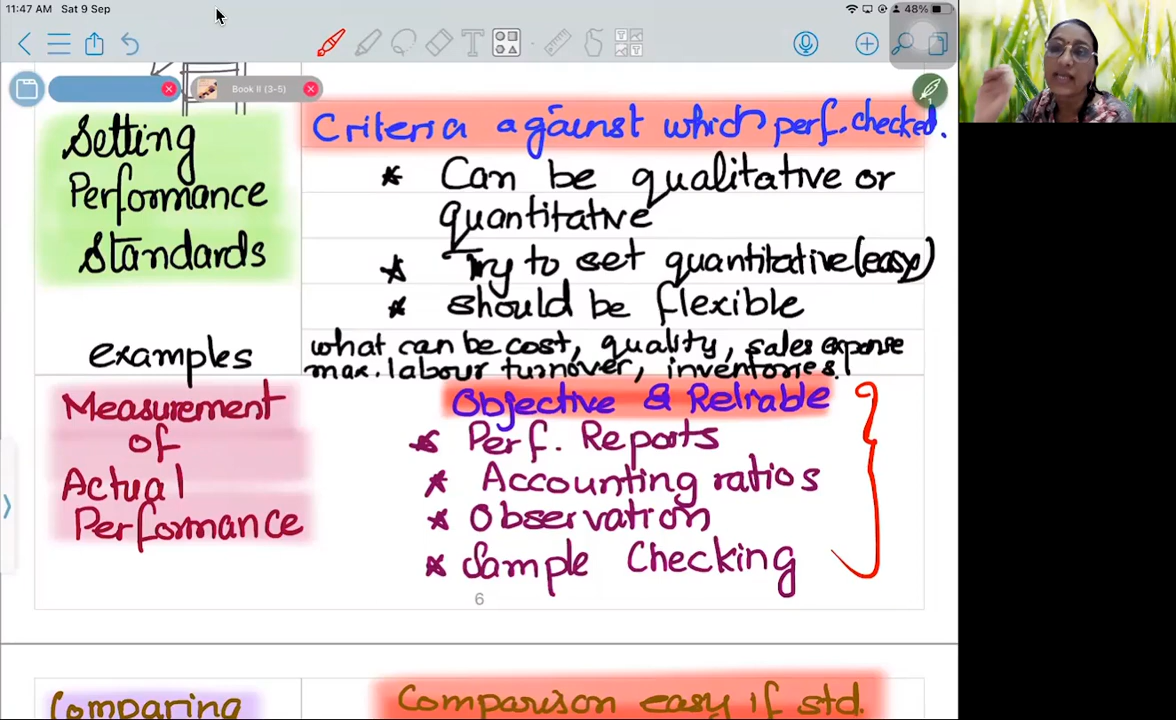 11:47 AM Sat 9 Sep
48%
Book II (3-5)
Setting
Performance
Standards
Criteria against which perf. checked.
* Can be qualitative or
quantitative
* Try to set quantitative (easy)
* should be flexible
examples
what can be cost, quality, sales expense
max. labour turnover, inventories.
Measurement
of
Actual
Performance
Objective & Reliable
* Perf. Reports
* Accounting ratios
* Observation
* Sample Checking
6
Comparing
Comparison easy if std.